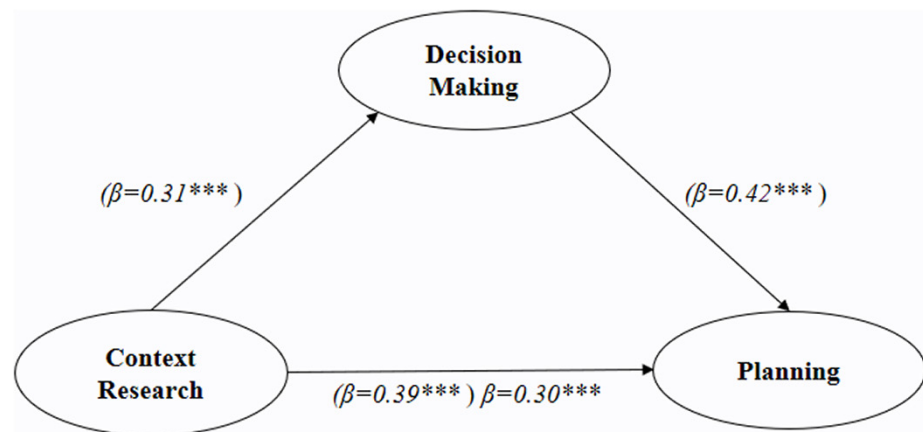 Decision
Making
(β=0.31*** )
(β=0.42*** )
Context
Research
Planning
(β=0.39*** ) β=0.30***